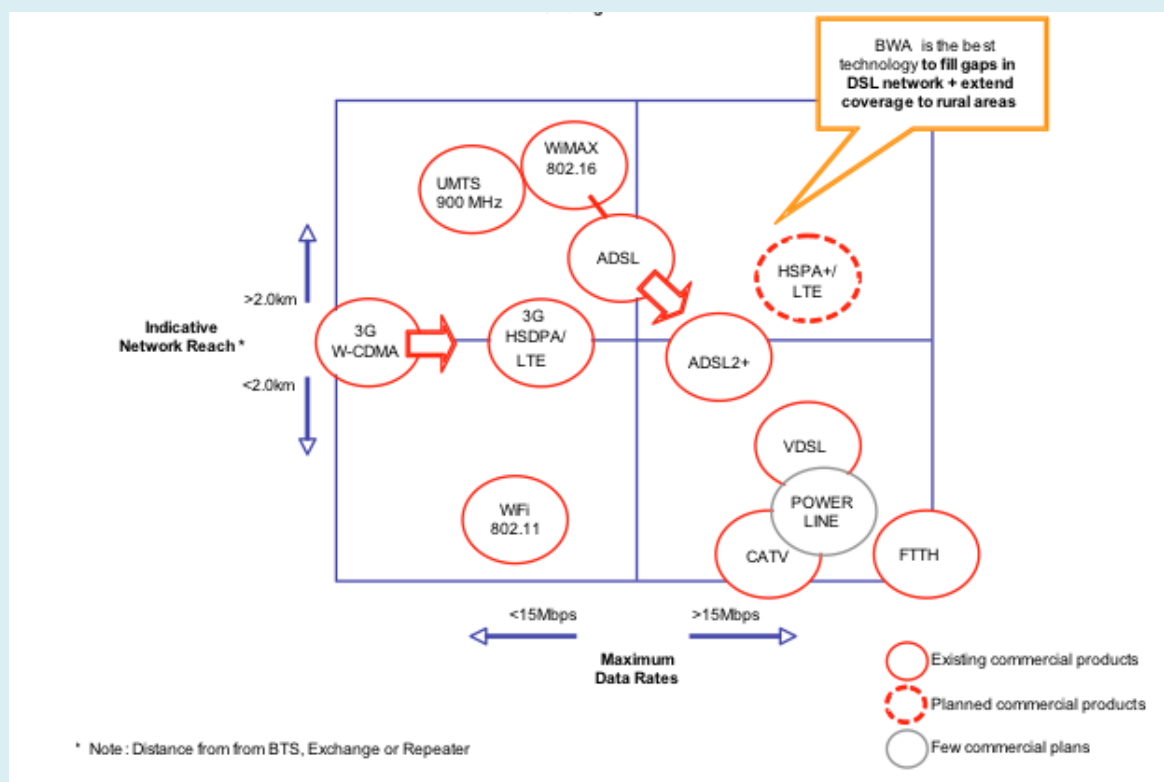 BWA is the best
technology to fill gaps in
DSL network + extend
coverage to rural areas
WiMAX
802.16
UMTS
900 MHz
ADSL
HSPA+/
LTE
>2.0km
Indicative
Network Reach *
<2.0km
3G
W-CDMA
3G
HSDPA/
LTE
ADSL2+
VDSL
WiFi
802.11
POWER
LINE
CATV
FTTH
<15Mbps
>15Mbps
Maximum
Data Rates
Existing commercial products
Planned commercial products
Few commercial plans
* Note : Distance from from BTS, Exchange or Repeater